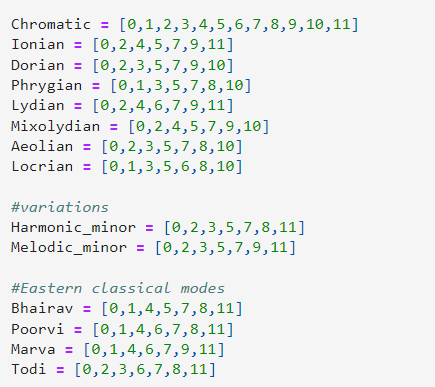 Chromatic = [0,1,2,3,4,5,6,7,8,9,10,11]
Ionian = [0,2,4,5,7,9,11]
Dorian = [0,2,3,5,7,9,10]
Phrygian = [0,1,3,5,7,8,10]
Lydian = [0,2,4,6,7,9,11]
Mixolydian = [0,2,4,5,7,9,10]
Aeolian = [0,2,3,5,7,8,10]
Locrian = [0,1,3,5,6,8,10]
#variations
Harmonic_minor = [0,2,3,5,7,8,11]
Melodic_minor = [0,2,3,5,7,9,11]
#Eastern classical modes
Bhairav = [0,1,4,5,7,8,11]
Poorvi = [0,1,4,6,7,8,11]
Marva = [0,1,4,6,7,9,11]
Todi = [0,2,3,6,7,8,11]